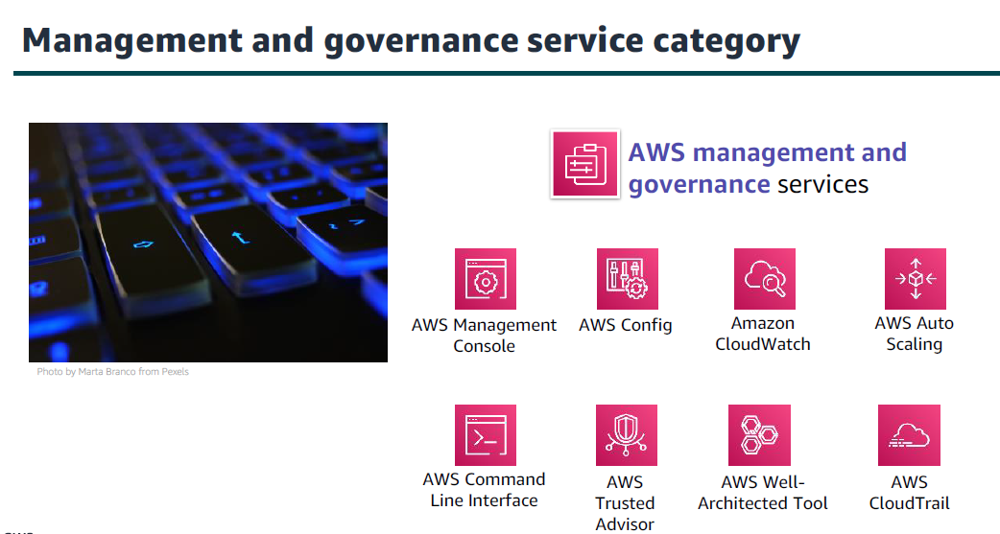 Management and governance service category
AWS management and
governance services
Photo by Marta Branco from Pexels
AWS Management
Console
AWS Config
Amazon
CloudWatch
AWS Auto
Scaling
AWS Command
Line Interface
AWS
Trusted
Advisor
AWS Well-
Architected Tool
AWS
CloudTrail